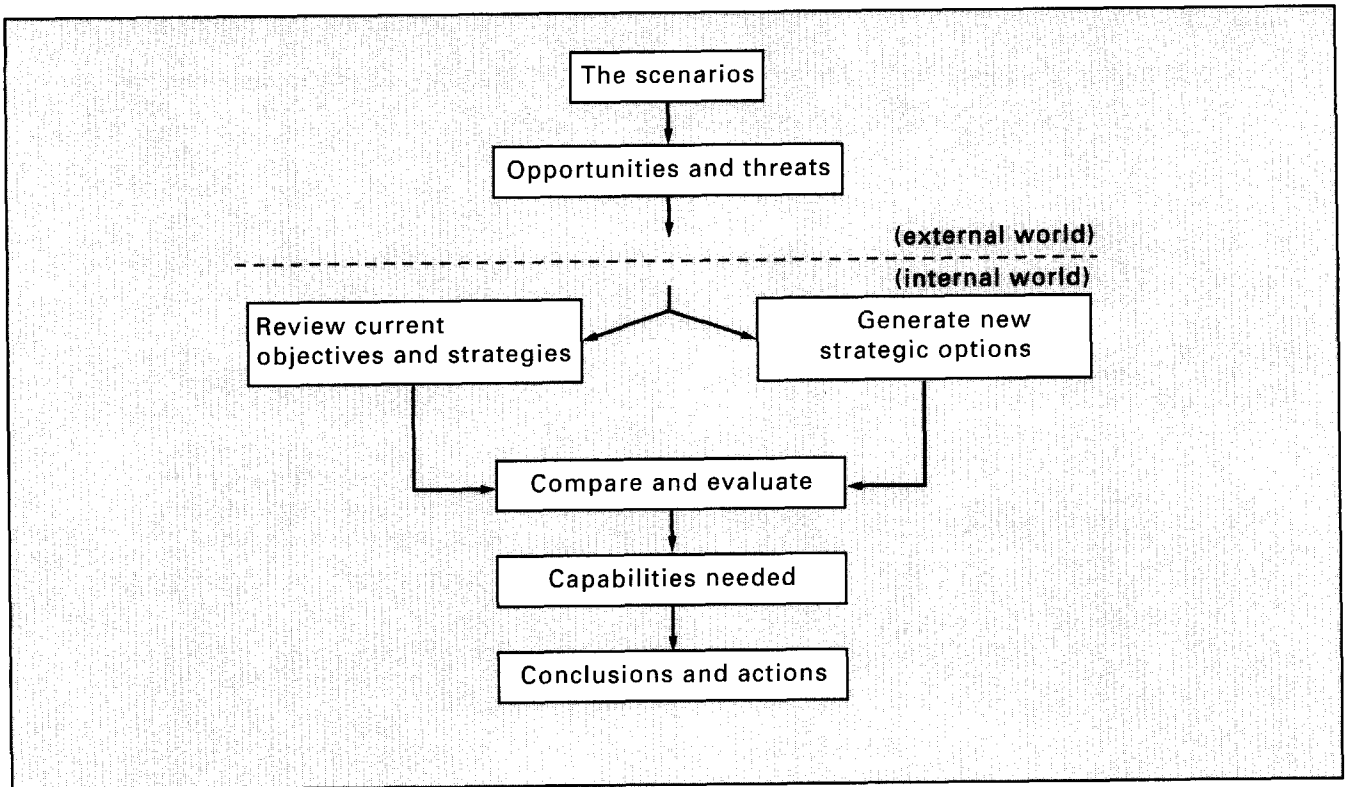 The scenarios
Opportunities and threats
(external world)
(internal world)
Review current
objectives and strategies
Generate new
strategic options
Compare and evaluate
Capabilities needed
Conclusions and actions